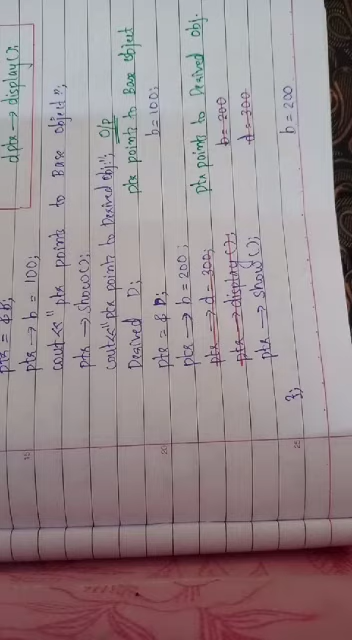 ptr = &B;
dptr → display();
ptr → b = 100;
cout<<" ptr points to Base object";
ptr → show();
cout<<"ptr points to Derived obj"; O/p
Derived D; ptr points to Base object
ptr = & D; b=100;
ptr → b = 200;
ptr → d = 300; ptr points to Derived obj.
ptr → display(); b = 200
ptr → show(); d = 300
};
b = 200